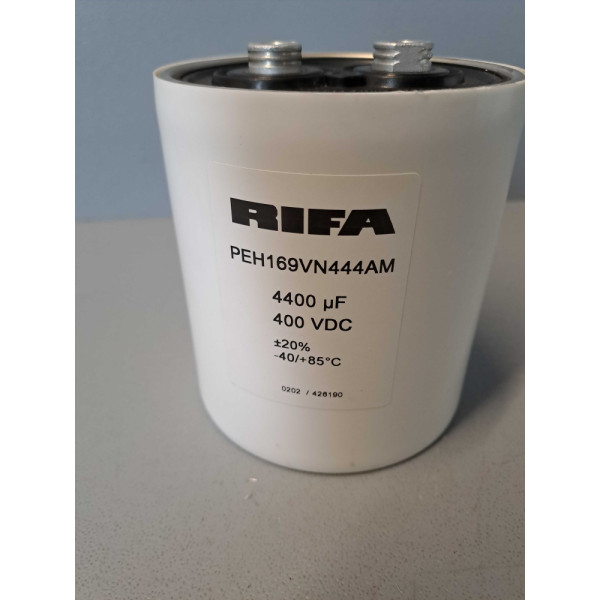 RIFA
PEH169VN444AM
4400 µF
400 VDC
±20%
-40/+85°C
0202 / 426190